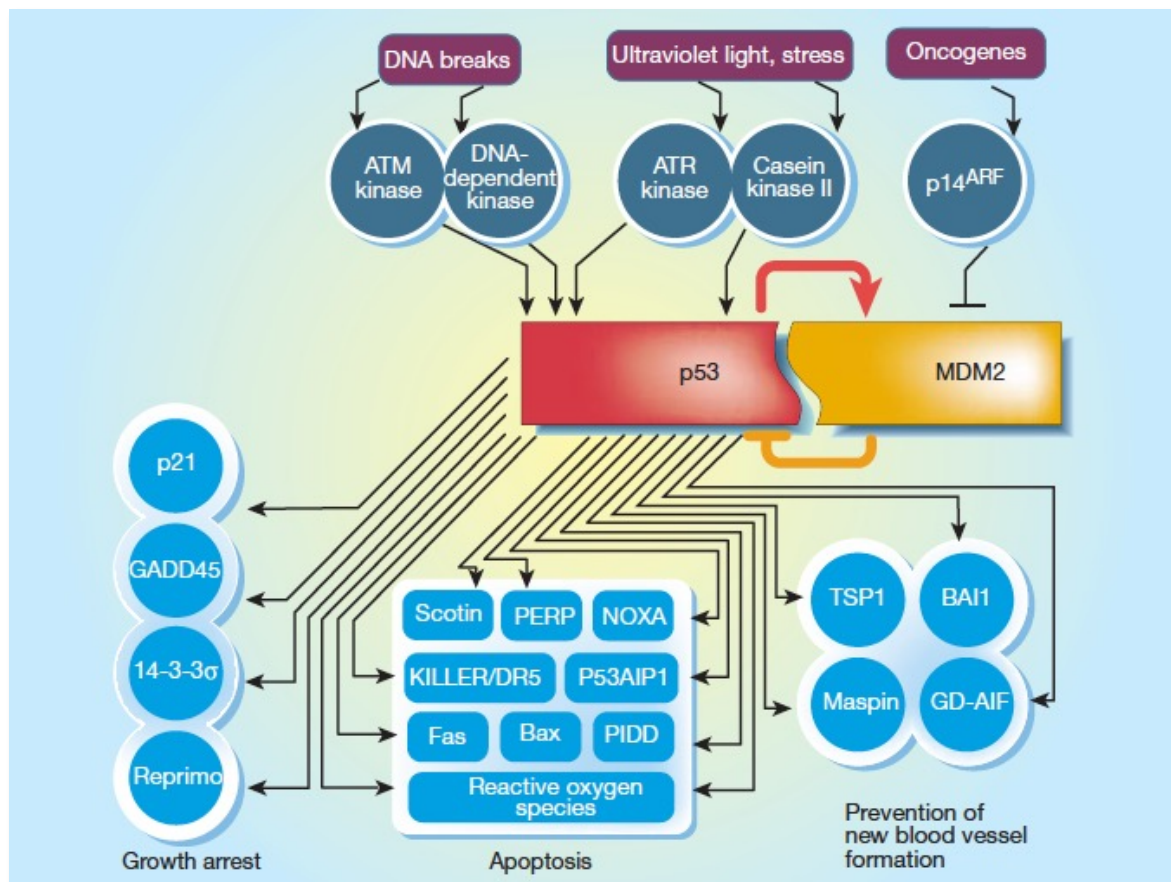 DNA breaks
Ultraviolet light, stress
Oncogenes
ATM
kinase
DNA-
dependent
kinase
ATR
kinase
Casein
kinase II
p14ARF
p53
MDM2
p21
GADD45
14-3-3σ
Reprimo
Growth arrest
Scotin
PERP
NOXA
KILLER/DR5
P53AIP1
Fas
Bax
PIDD
Reactive oxygen
species
Apoptosis
TSP1
BAI1
Maspin
GD-AIF
Prevention of
new blood vessel
formation